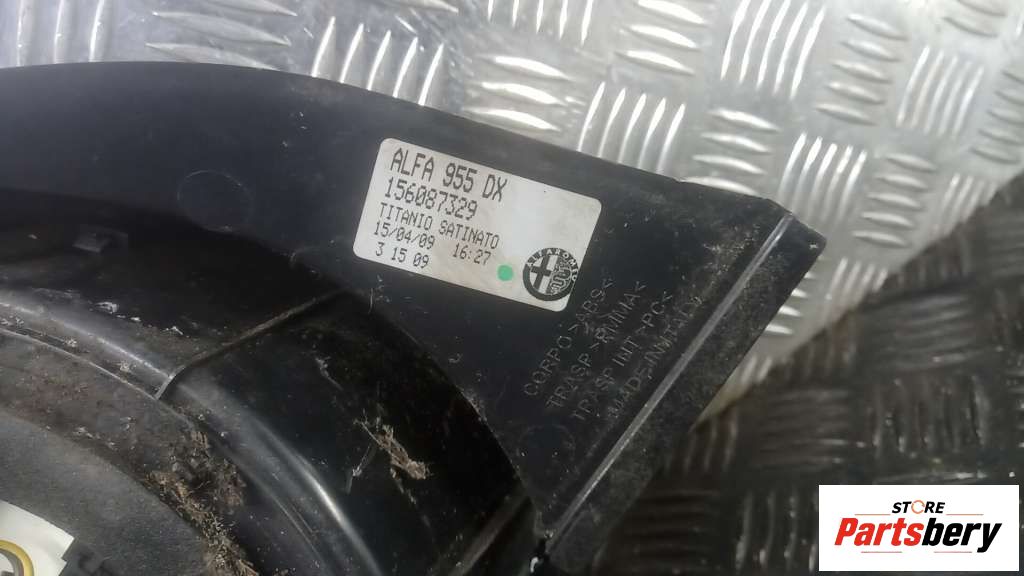 ALFA 955 DX
156087329
TITANIO SATINATO
15/04/09 16:27
3 15 09
CORPO >ABS<
TRASP >PMMA<
TRASP INT >PC<
MADE IN ITALY
STORE
Partsbery